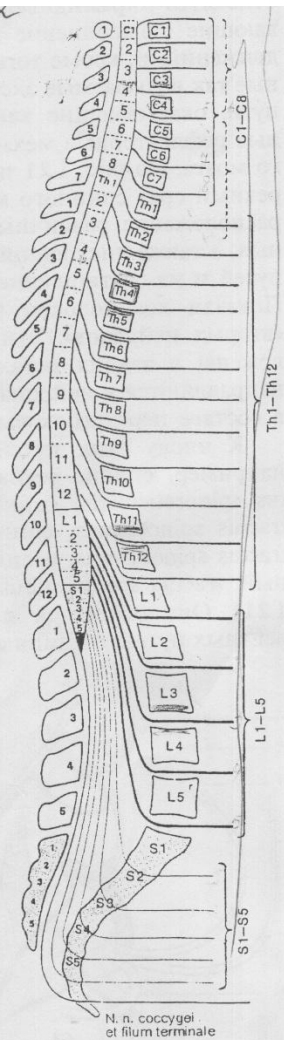 1
2
3
4
5
6
7
1
2
3
4
5
6
7
8
9
10
11
12
1
2
3
4
5
1
2
3
4
5
C1
2
3
4
5
6
7
8
Th1
2
3
4
5
6
7
8
9
10
11
12
L1
2
3
4
5
S1
2
3
4
5
C1
C2
C3
C4
C5
C6
C7
Th1
Th2
Th3
Th4
Th5
Th6
Th7
Th8
Th9
Th10
Th11
Th12
L1
L2
L3
L4
L5
S1
S2
S3
S4
S5
C1–C8
Th1–Th12
L1–L5
S1–S5
N. n. coccygei
et filum terminale